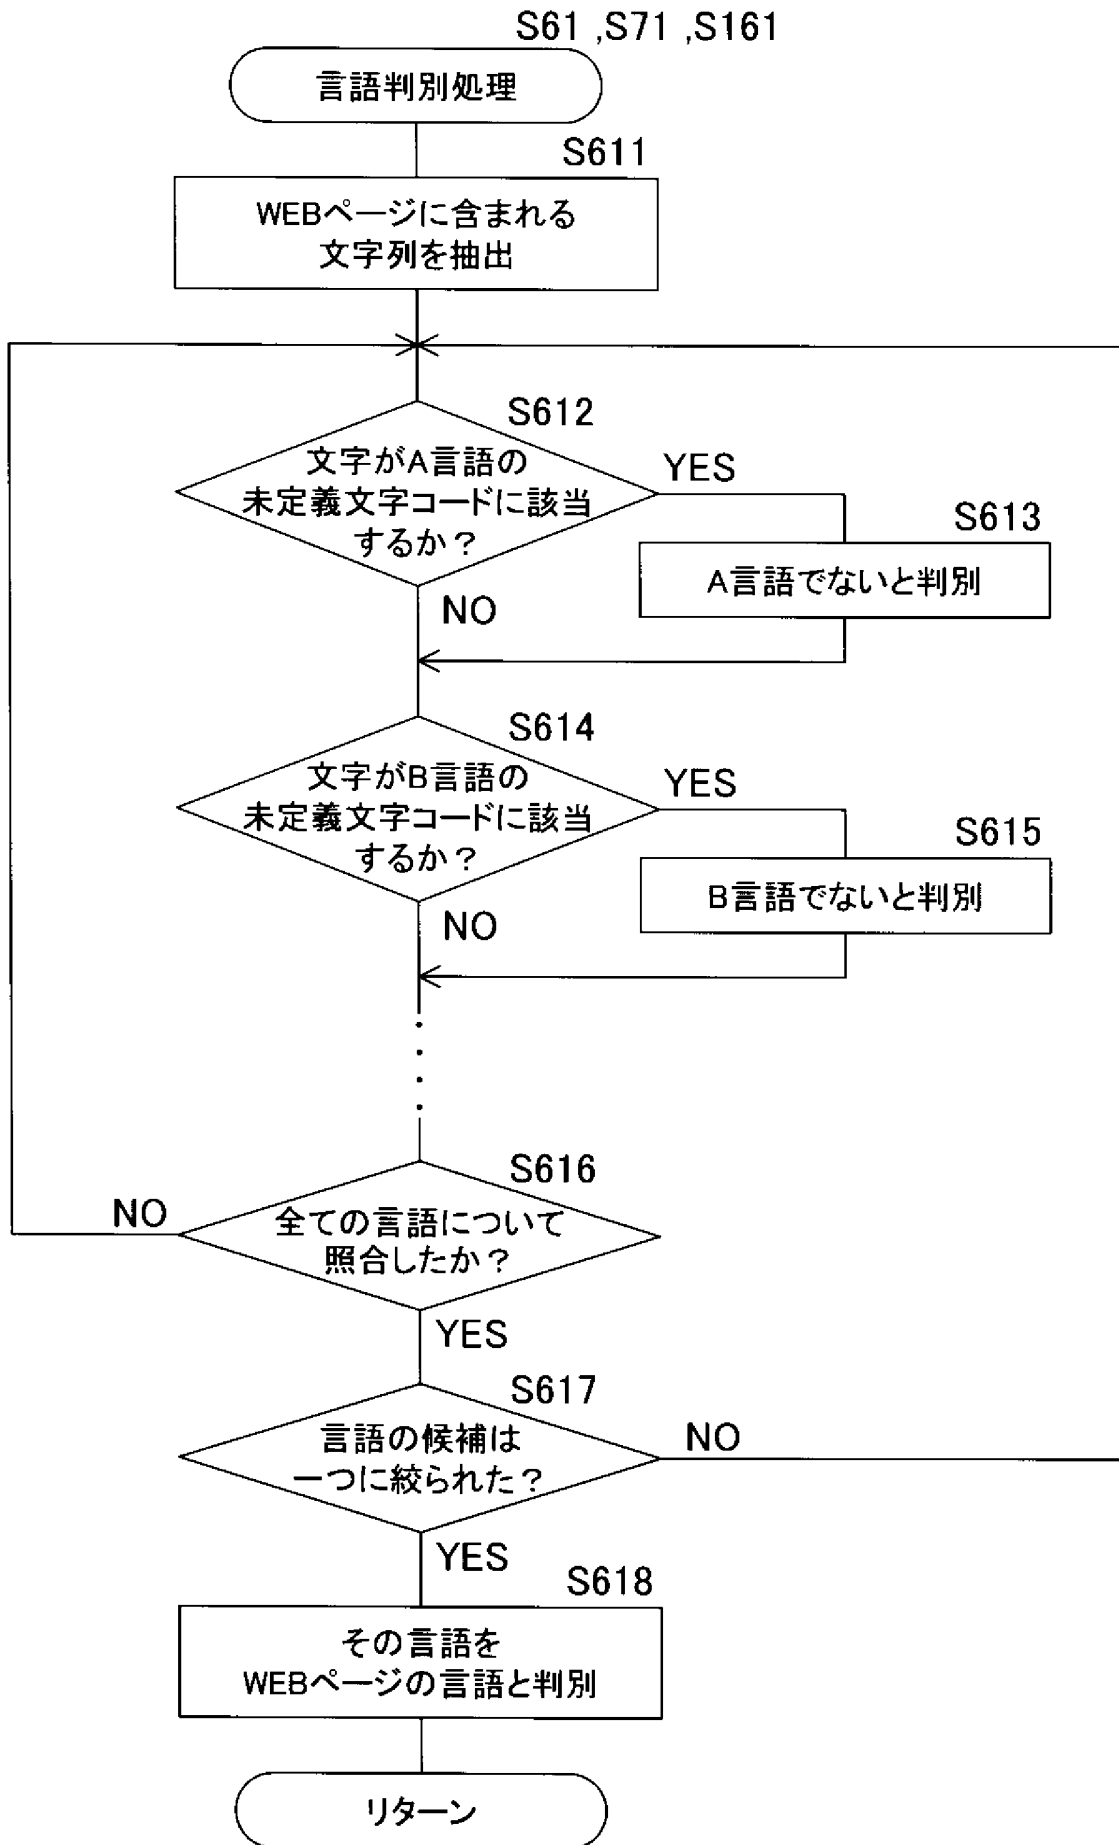 S61 ,S71 ,S161
言語判別処理
S611
WEBページに含まれる
文字列を抽出
S612
文字がA言語の
未定義文字コードに該当
するか？
YES
S613
A言語でないと判別
NO
S614
文字がB言語の
未定義文字コードに該当
するか？
YES
S615
B言語でないと判別
NO
S616
全ての言語について
照合したか？
NO
YES
S617
言語の候補は
一つに絞られた？
NO
YES
S618
その言語を
WEBページの言語と判別
リターン